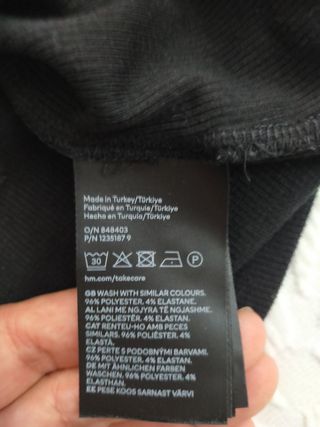 Made in Turkey/Türkiye
Fabriqué en Turquie/Türkiye
Hecho en Turquía/Türkiye
O/N 848403
P/N 1235187 9
30 P
hm.com/takecare
GB WASH WITH SIMILAR COLOURS.
96% POLYESTER. 4% ELASTANE.
AL LANI ME NGJYRA TË NGJASHME.
96% POLIESTËR. 4% ELASTAN.
CAT RENTEU-HO AMB PECES
SIMILARS. 96% POLIÈSTER. 4%
ELASTÀ.
CZ PERTE S PODOBNÝMI BARVAMI.
96% POLYESTER. 4% ELASTAN.
DE MIT ÄHNLICHEN FARBEN
WASCHEN. 96% POLYESTER. 4%
ELASTHAN.
EE PESE KOOS SARNAST VÄRVI